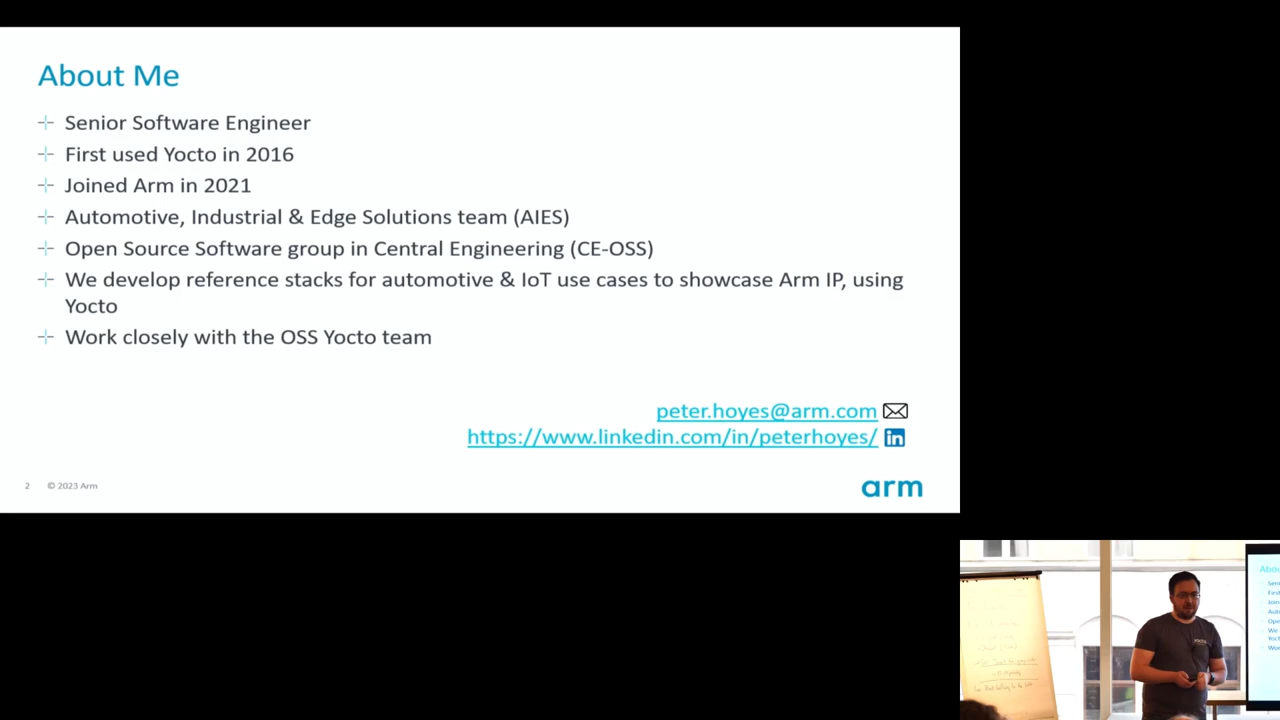 About Me
Senior Software Engineer
First used Yocto in 2016
Joined Arm in 2021
Automotive, Industrial & Edge Solutions team (AIES)
Open Source Software group in Central Engineering (CE-OSS)
We develop reference stacks for automotive & IoT use cases to showcase Arm IP, using
Yocto
Work closely with the OSS Yocto team
peter.hoyes@arm.com
https://www.linkedin.com/in/peterhoyes/
in
2 © 2023 Arm
arm